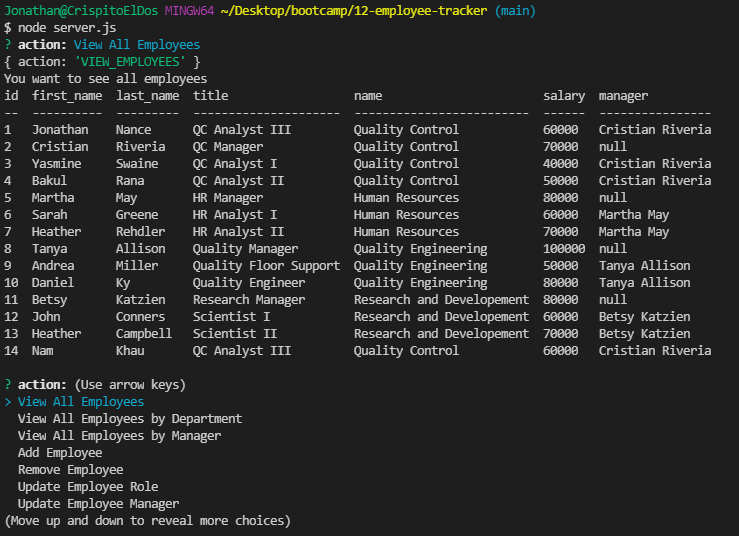 Jonathan@CrispitoElDos MINGW64 ~/Desktop/bootcamp/12-employee-tracker (main)
$ node server.js
? action: View All Employees
{ action: 'VIEW_EMPLOYEES' }
You want to see all employees
id  first_name  last_name  title                  name                      salary  manager
--  ----------  ---------  ---------------------  ------------------------  ------  ----------------
1   Jonathan    Nance      QC Analyst III         Quality Control           60000   Cristian Riveria
2   Cristian    Riveria    QC Manager             Quality Control           70000   null
3   Yasmine     Swaine     QC Analyst I           Quality Control           40000   Cristian Riveria
4   Bakul       Rana       QC Analyst II          Quality Control           50000   Cristian Riveria
5   Martha      May        HR Manager             Human Resources           80000   null
6   Sarah       Greene     HR Analyst I           Human Resources           60000   Martha May
7   Heather     Rehdler    HR Analyst II          Human Resources           70000   Martha May
8   Tanya       Allison    Quality Manager        Quality Engineering       100000  null
9   Andrea      Miller     Quality Floor Support  Quality Engineering       50000   Tanya Allison
10  Daniel      Ky         Quality Engineer       Quality Engineering       80000   Tanya Allison
11  Betsy       Katzien    Research Manager       Research and Developement  80000   null
12  John        Conners    Scientist I            Research and Developement  60000   Betsy Katzien
13  Heather     Campbell   Scientist II           Research and Developement  70000   Betsy Katzien
14  Nam         Khau       QC Analyst III         Quality Control           60000   Cristian Riveria
? action: (Use arrow keys)
> View All Employees
  View All Employees by Department
  View All Employees by Manager
  Add Employee
  Remove Employee
  Update Employee Role
  Update Employee Manager
(Move up and down to reveal more choices)